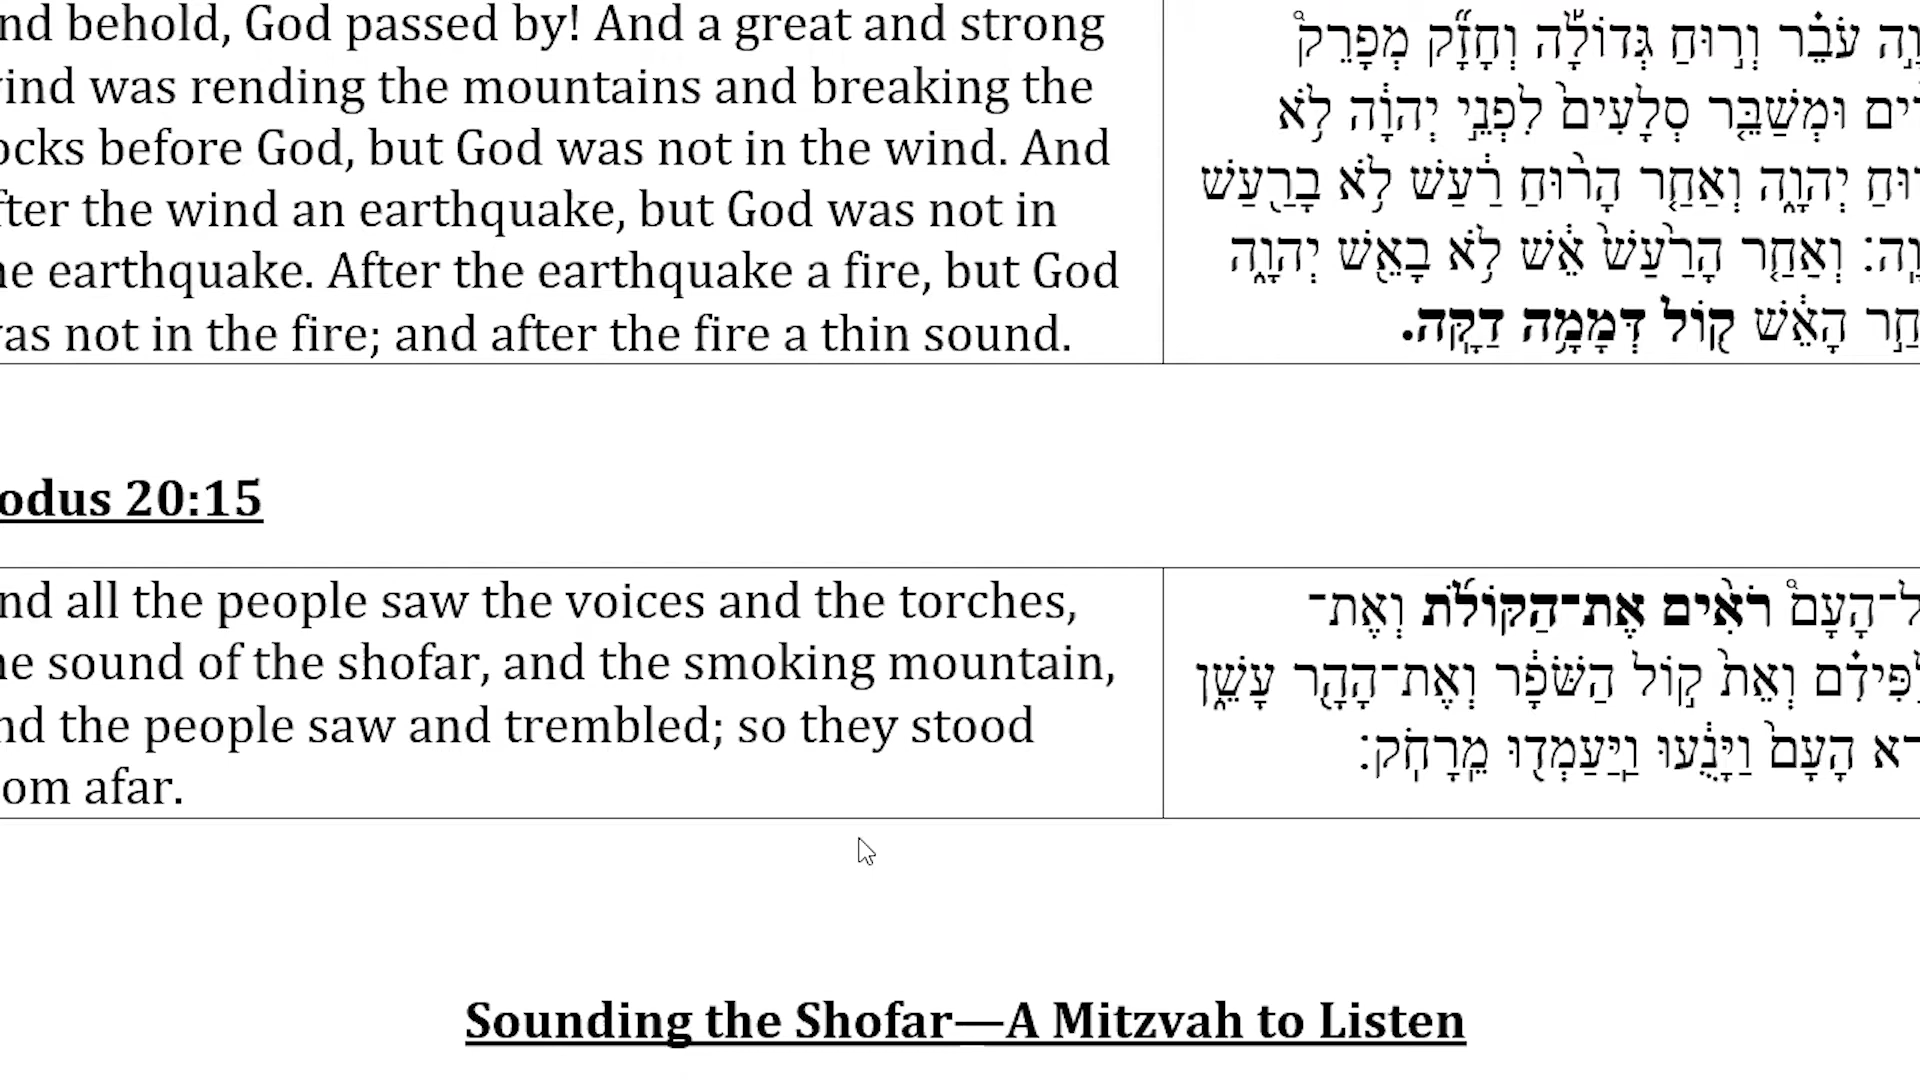 nd behold, God passed by! And a great and strong
ind was rending the mountains and breaking the
ocks before God, but God was not in the wind. And
fter the wind an earthquake, but God was not in
he earthquake. After the earthquake a fire, but God
as not in the fire; and after the fire a thin sound.
וָ֣ה עֹבֵ֗ר וְר֣וּחַ גְּדוֹלָ֡ה וְחָזָ֞ק מְפָרֵק֩
רִ֨ים וּמְשַׁבֵּ֤ר סְלָעִים֙ לִפְנֵ֣י יְהוָ֔ה לֹ֥א
ר֖וּחַ יְהוָ֑ה וְאַחַ֤ר הָר֙וּחַ֙ רַ֔עַשׁ לֹ֥א בָרַ֖עַשׁ
וָֽה׃ וְאַחַ֤ר הָרַ֙עַשׁ֙ אֵ֔שׁ לֹ֥א בָאֵ֖שׁ יְהוָ֑ה
חַ֣ר הָאֵ֔שׁ ק֖וֹל דְּמָמָ֥ה דַקָּֽה.
odus 20:15
nd all the people saw the voices and the torches,
he sound of the shofar, and the smoking mountain,
nd the people saw and trembled; so they stood
om afar.
ל־הָעָם֩ רֹאִ֨ים אֶת־הַקּוֹלֹ֜ת וְאֶת־
לַּפִּידִ֗ם וְאֵת֙ ק֣וֹל הַשֹּׁפָ֔ר וְאֶת־הָהָ֖ר עָשֵׁ֑ן
רְא הָעָם֙ וַיָּנֻ֔עוּ וַיַּֽעַמְד֖וּ מֵֽרָחֹֽק׃
Sounding the Shofar—A Mitzvah to Listen